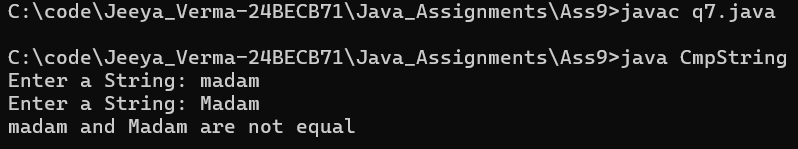 C:\code\Jeeya_Verma-24BECB71\Java_Assignments\Ass9>javac q7.java
C:\code\Jeeya_Verma-24BECB71\Java_Assignments\Ass9>java CmpString
Enter a String: madam
Enter a String: Madam
madam and Madam are not equal